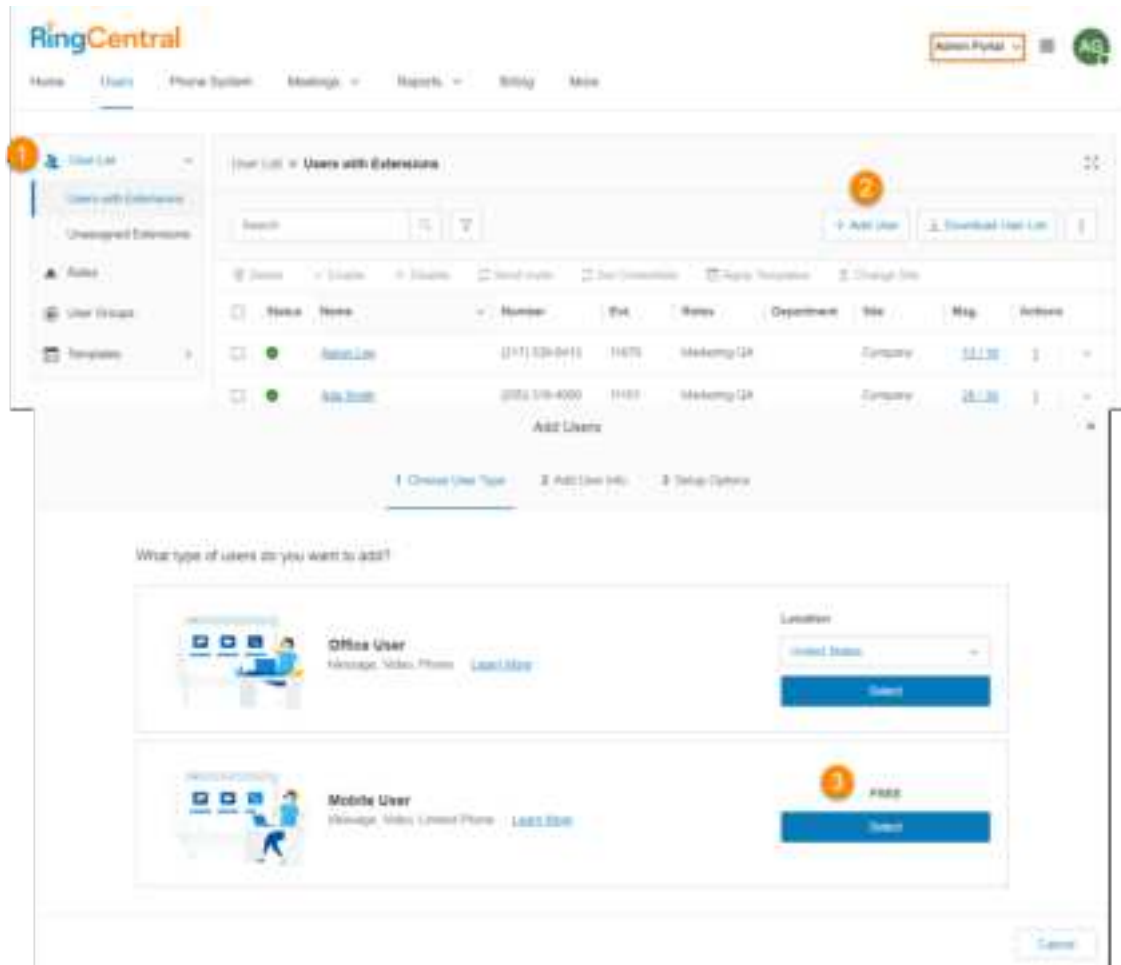 RingCentral
Admin Portal
AG
Home Users Phone System Meetings Reports Billing More
1 User List
User List Users with Extensions
Users with Extensions
2
Unassigned Extensions
Search
+ Add User Download User List
Roles
Delete Enable Disable Send Invite Set Credentials Apply Templates Change Site
User Groups
Status Name Number Ext. Roles Department Site Msg. Actions
Templates
Marketing QA Company
Marketing QA Company
Add Users
1 Choose User Type 2 Add User Info 3 Setup Options
What type of users do you want to add?
Location
Office User
Message, Video, Phone Learn More
United States
Select
3
FREE
Mobile User
Message, Video, Limited Phone Learn More
Select
Cancel